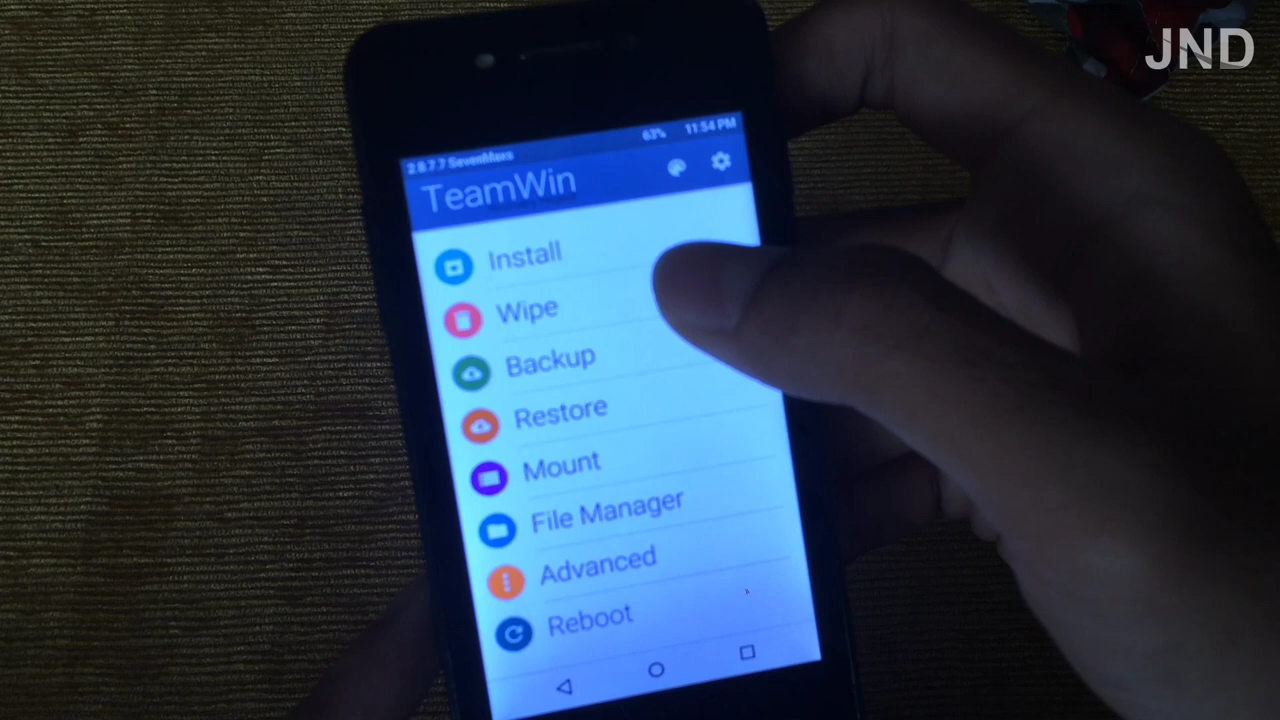 JND
2.8.7.7 SevenMaxs
63%
11:54 PM
TeamWin
Install
Wipe
Backup
Restore
Mount
File Manager
Advanced
Reboot